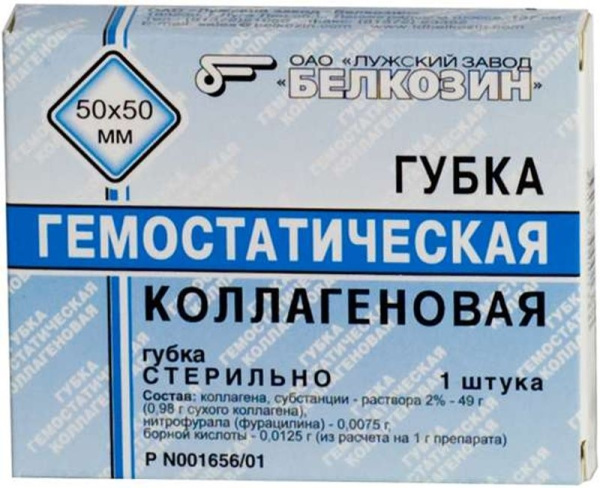 ОАО «ЛУЖСКИЙ ЗАВОД
«БЕЛКОЗИН»
50x50
мм
ГУБКА
ГЕМОСТАТИЧЕСКАЯ
КОЛЛАГЕНОВАЯ
губка
СТЕРИЛЬНО 1 штука
Состав: коллагена, субстанции - раствора 2% - 49 г
(0,98 г сухого коллагена),
нитрофурала (фурацилина) - 0,0075 г,
борной кислоты - 0,0125 г (из расчета на 1 г препарата)
Р N001656/01